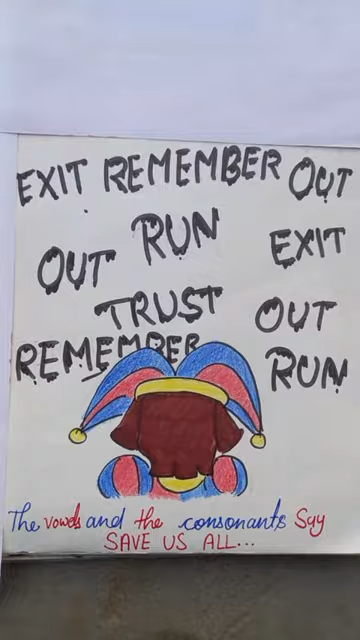 EXIT REMEMBER OUT
OUT RUN EXIT
TRUST OUT
REMEMBER RUN
The vowels and the consonants Say
SAVE US ALL...